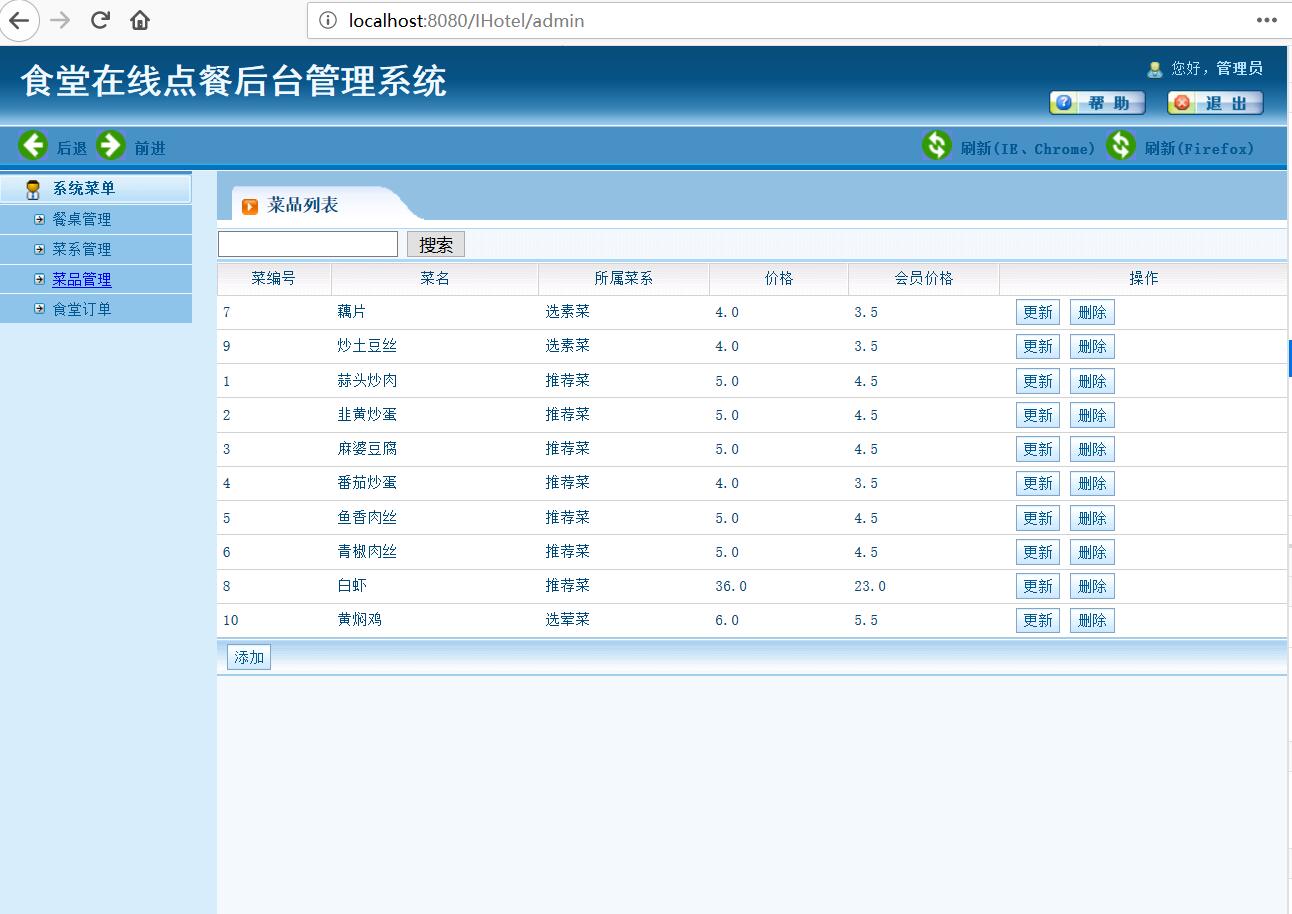 localhost:8080/IHotel/admin
食堂在线点餐后台管理系统
您好，管理员
帮 助 退 出
后退 前进 刷新(IE、Chrome) 刷新(Firefox)
系统菜单
餐桌管理
菜系管理
菜品管理
食堂订单
菜品列表
搜索
菜编号 菜名 所属菜系 价格 会员价格 操作
7 藕片 选素菜 4.0 3.5 更新 删除
9 炒土豆丝 选素菜 4.0 3.5 更新 删除
1 蒜头炒肉 推荐菜 5.0 4.5 更新 删除
2 韭黄炒蛋 推荐菜 5.0 4.5 更新 删除
3 麻婆豆腐 推荐菜 5.0 4.5 更新 删除
4 番茄炒蛋 推荐菜 4.0 3.5 更新 删除
5 鱼香肉丝 推荐菜 5.0 4.5 更新 删除
6 青椒肉丝 推荐菜 5.0 4.5 更新 删除
8 白虾 推荐菜 36.0 23.0 更新 删除
10 黄焖鸡 选荤菜 6.0 5.5 更新 删除
添加